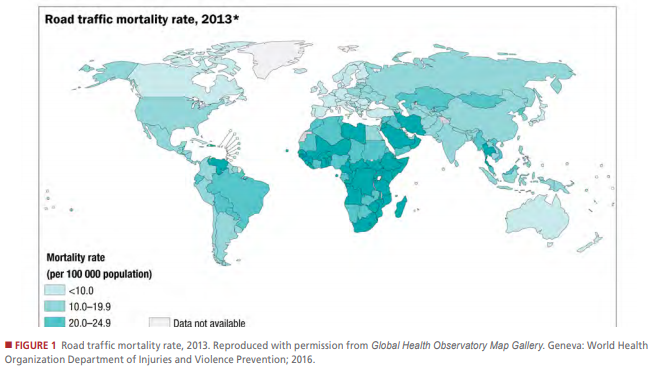 Road traffic mortality rate, 2013*
Mortality rate
(per 100 000 population)
<10.0
10.0–19.9
20.0–24.9
Data not available
■ FIGURE 1 Road traffic mortality rate, 2013. Reproduced with permission from Global Health Observatory Map Gallery. Geneva: World Health
Organization Department of Injuries and Violence Prevention; 2016.